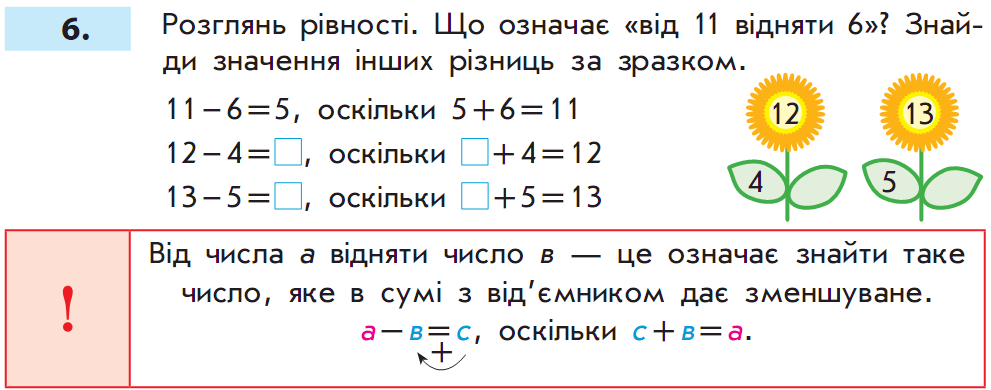 6. Розглянь рівності. Що означає «від 11 відняти 6»? Знай-
ди значення інших різниць за зразком.
11−6=5, оскільки 5+6=11
12−4=□, оскільки □+4=12
13−5=□, оскільки □+5=13
12
13
4
5
! Від числа а відняти число в — це означає знайти таке
число, яке в сумі з від’ємником дає зменшуване.
а−в=с, оскільки с+в=а.
+